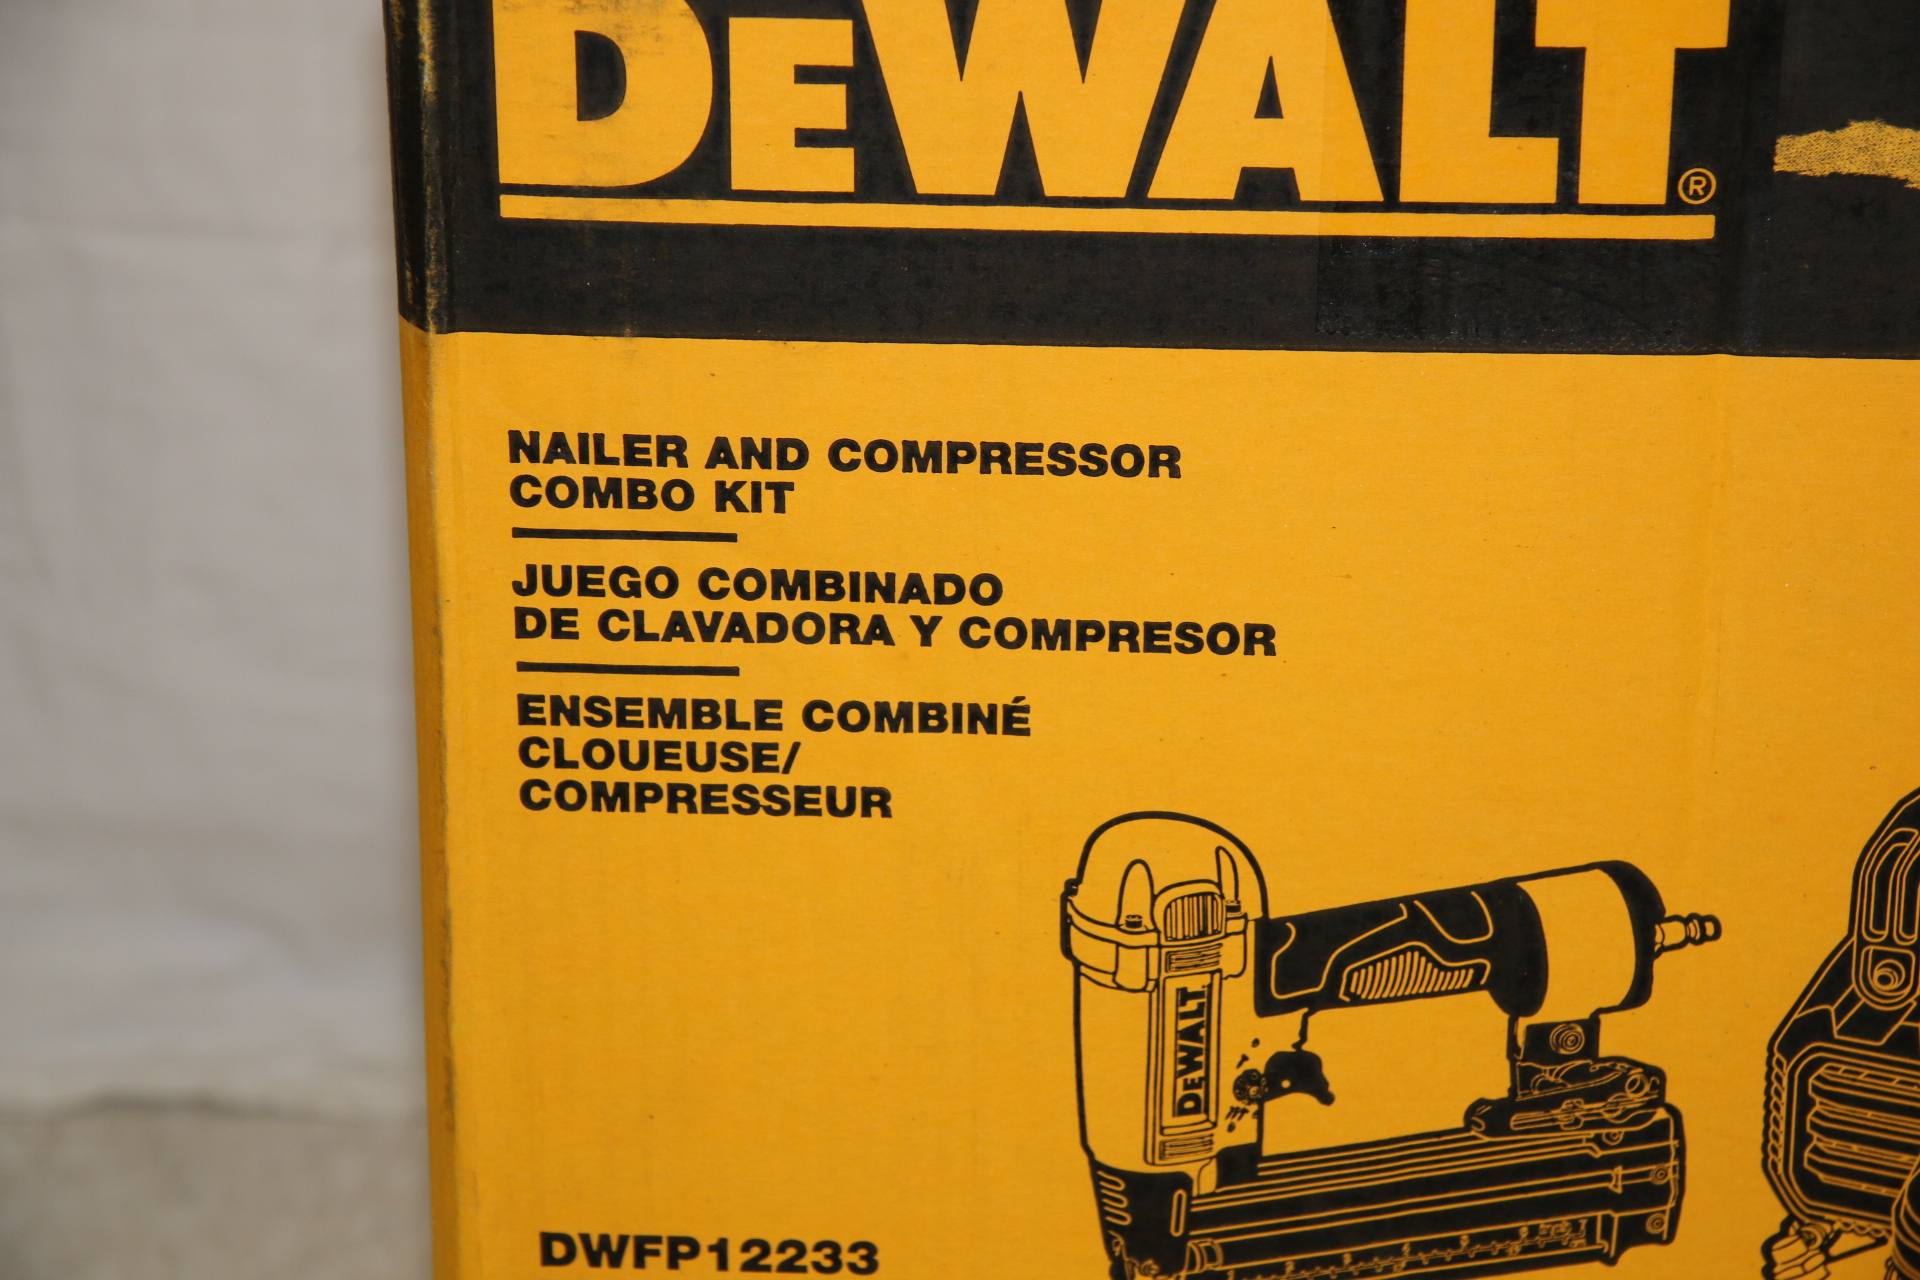 DEWALT®
NAILER AND COMPRESSOR
COMBO KIT
JUEGO COMBINADO
DE CLAVADORA Y COMPRESOR
ENSEMBLE COMBINÉ
CLOUEUSE/
COMPRESSEUR
DEWALT
DWFP12233